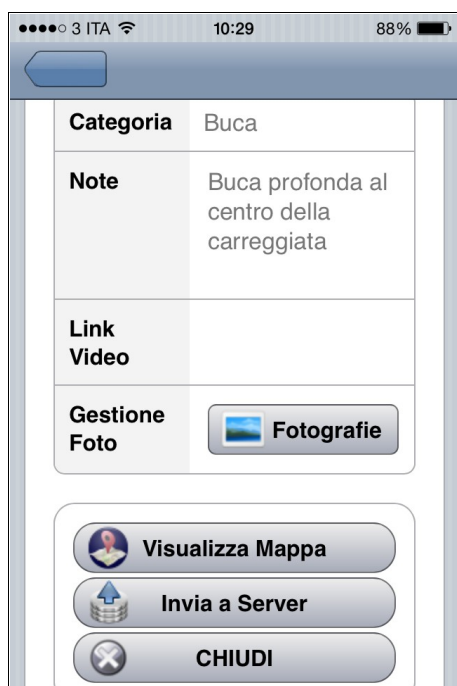 3 ITA 10:29 88%
Categoria Buca
Note Buca profonda al
centro della
carreggiata
Link
Video
Gestione
Foto
Fotografie
Visualizza Mappa
Invia a Server
CHIUDI